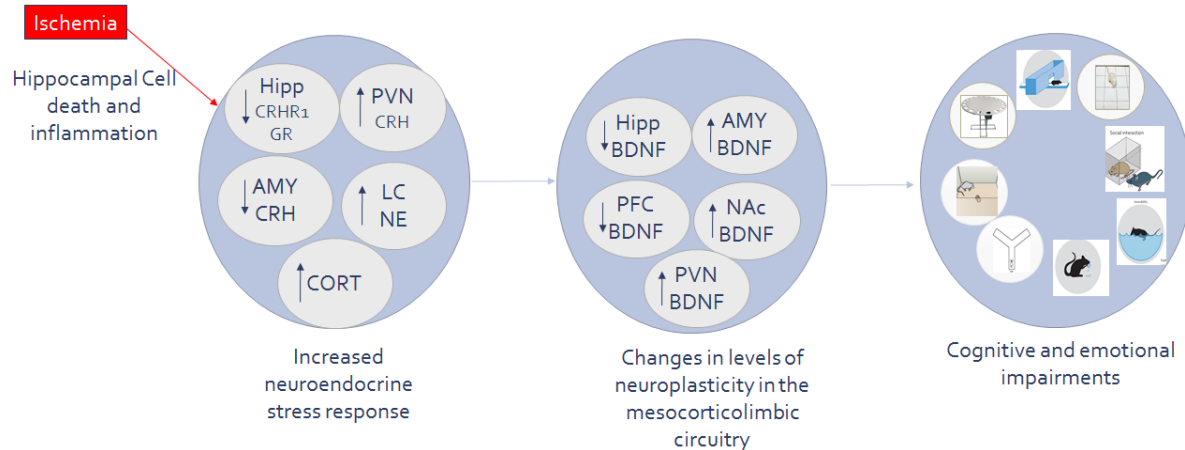 Ischemia
Hippocampal Cell
death and
inflammation
Hipp
CRHR1
GR
PVN
CRH
AMY
CRH
LC
NE
CORT
Increased
neuroendocrine
stress response
Hipp
BDNF
AMY
BDNF
PFC
BDNF
NAc
BDNF
PVN
BDNF
Changes in levels of
neuroplasticity in the
mesocorticolimbic
circuitry
Social interaction
Cognitive and emotional
impairments